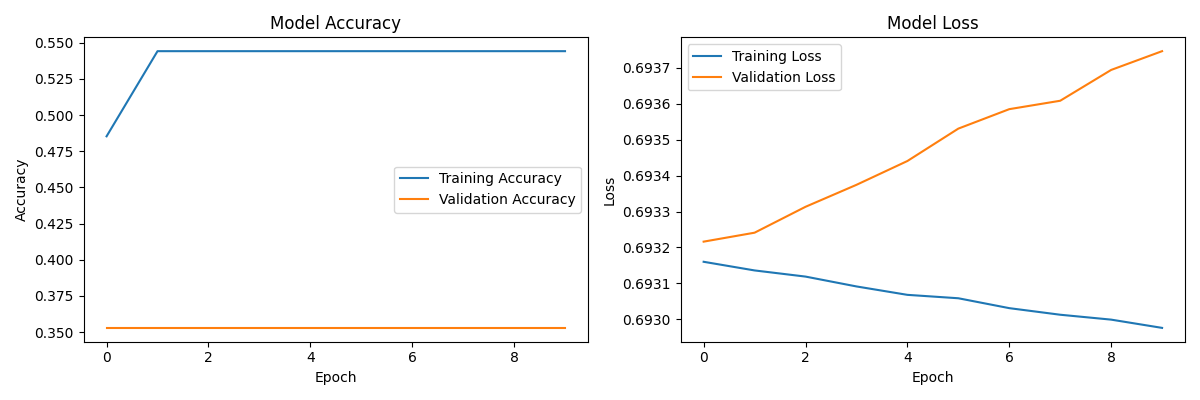 Model Accuracy
0.550
0.525
0.500
0.475
0.450
0.425
0.400
0.375
0.350
Accuracy
Training Accuracy
Validation Accuracy
0 2 4 6 8
Epoch
Model Loss
Training Loss
Validation Loss
0.6937
0.6936
0.6935
0.6934
0.6933
0.6932
0.6931
0.6930
Loss
0 2 4 6 8
Epoch